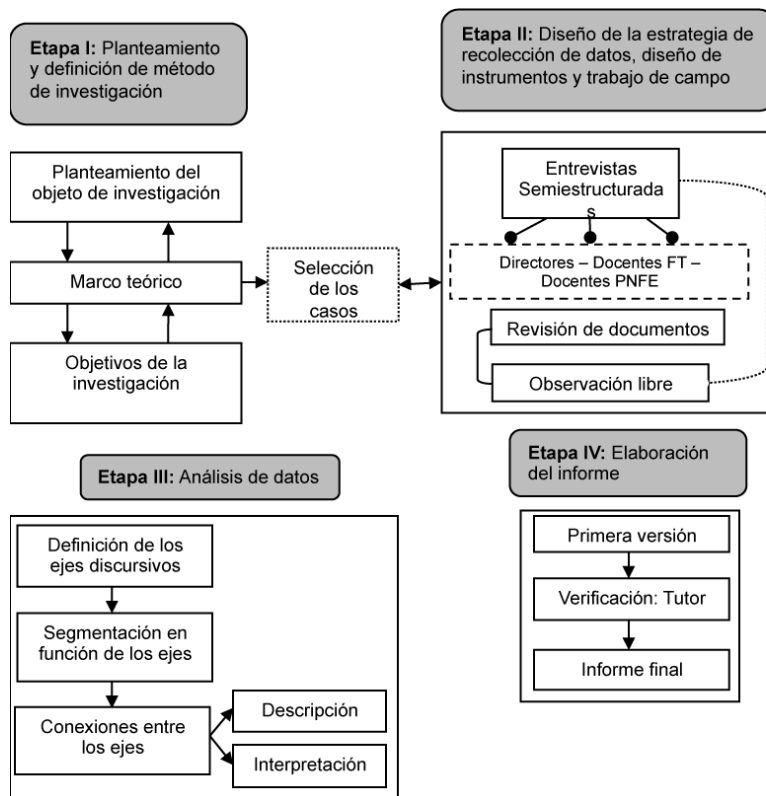 Etapa I: Planteamiento
y definición de método
de investigación
Etapa II: Diseño de la estrategia de
recolección de datos, diseño de
instrumentos y trabajo de campo
Planteamiento del
objeto de investigación
Marco teórico
Objetivos de la
investigación
Selección
de los
casos
Entrevistas
Semiestructurada
s
Directores – Docentes FT –
Docentes PNFE
Revisión de documentos
Observación libre
Etapa III: Análisis de datos
Definición de los
ejes discursivos
Segmentación en
función de los ejes
Conexiones entre
los ejes
Descripción
Interpretación
Etapa IV: Elaboración
del informe
Primera versión
Verificación: Tutor
Informe final